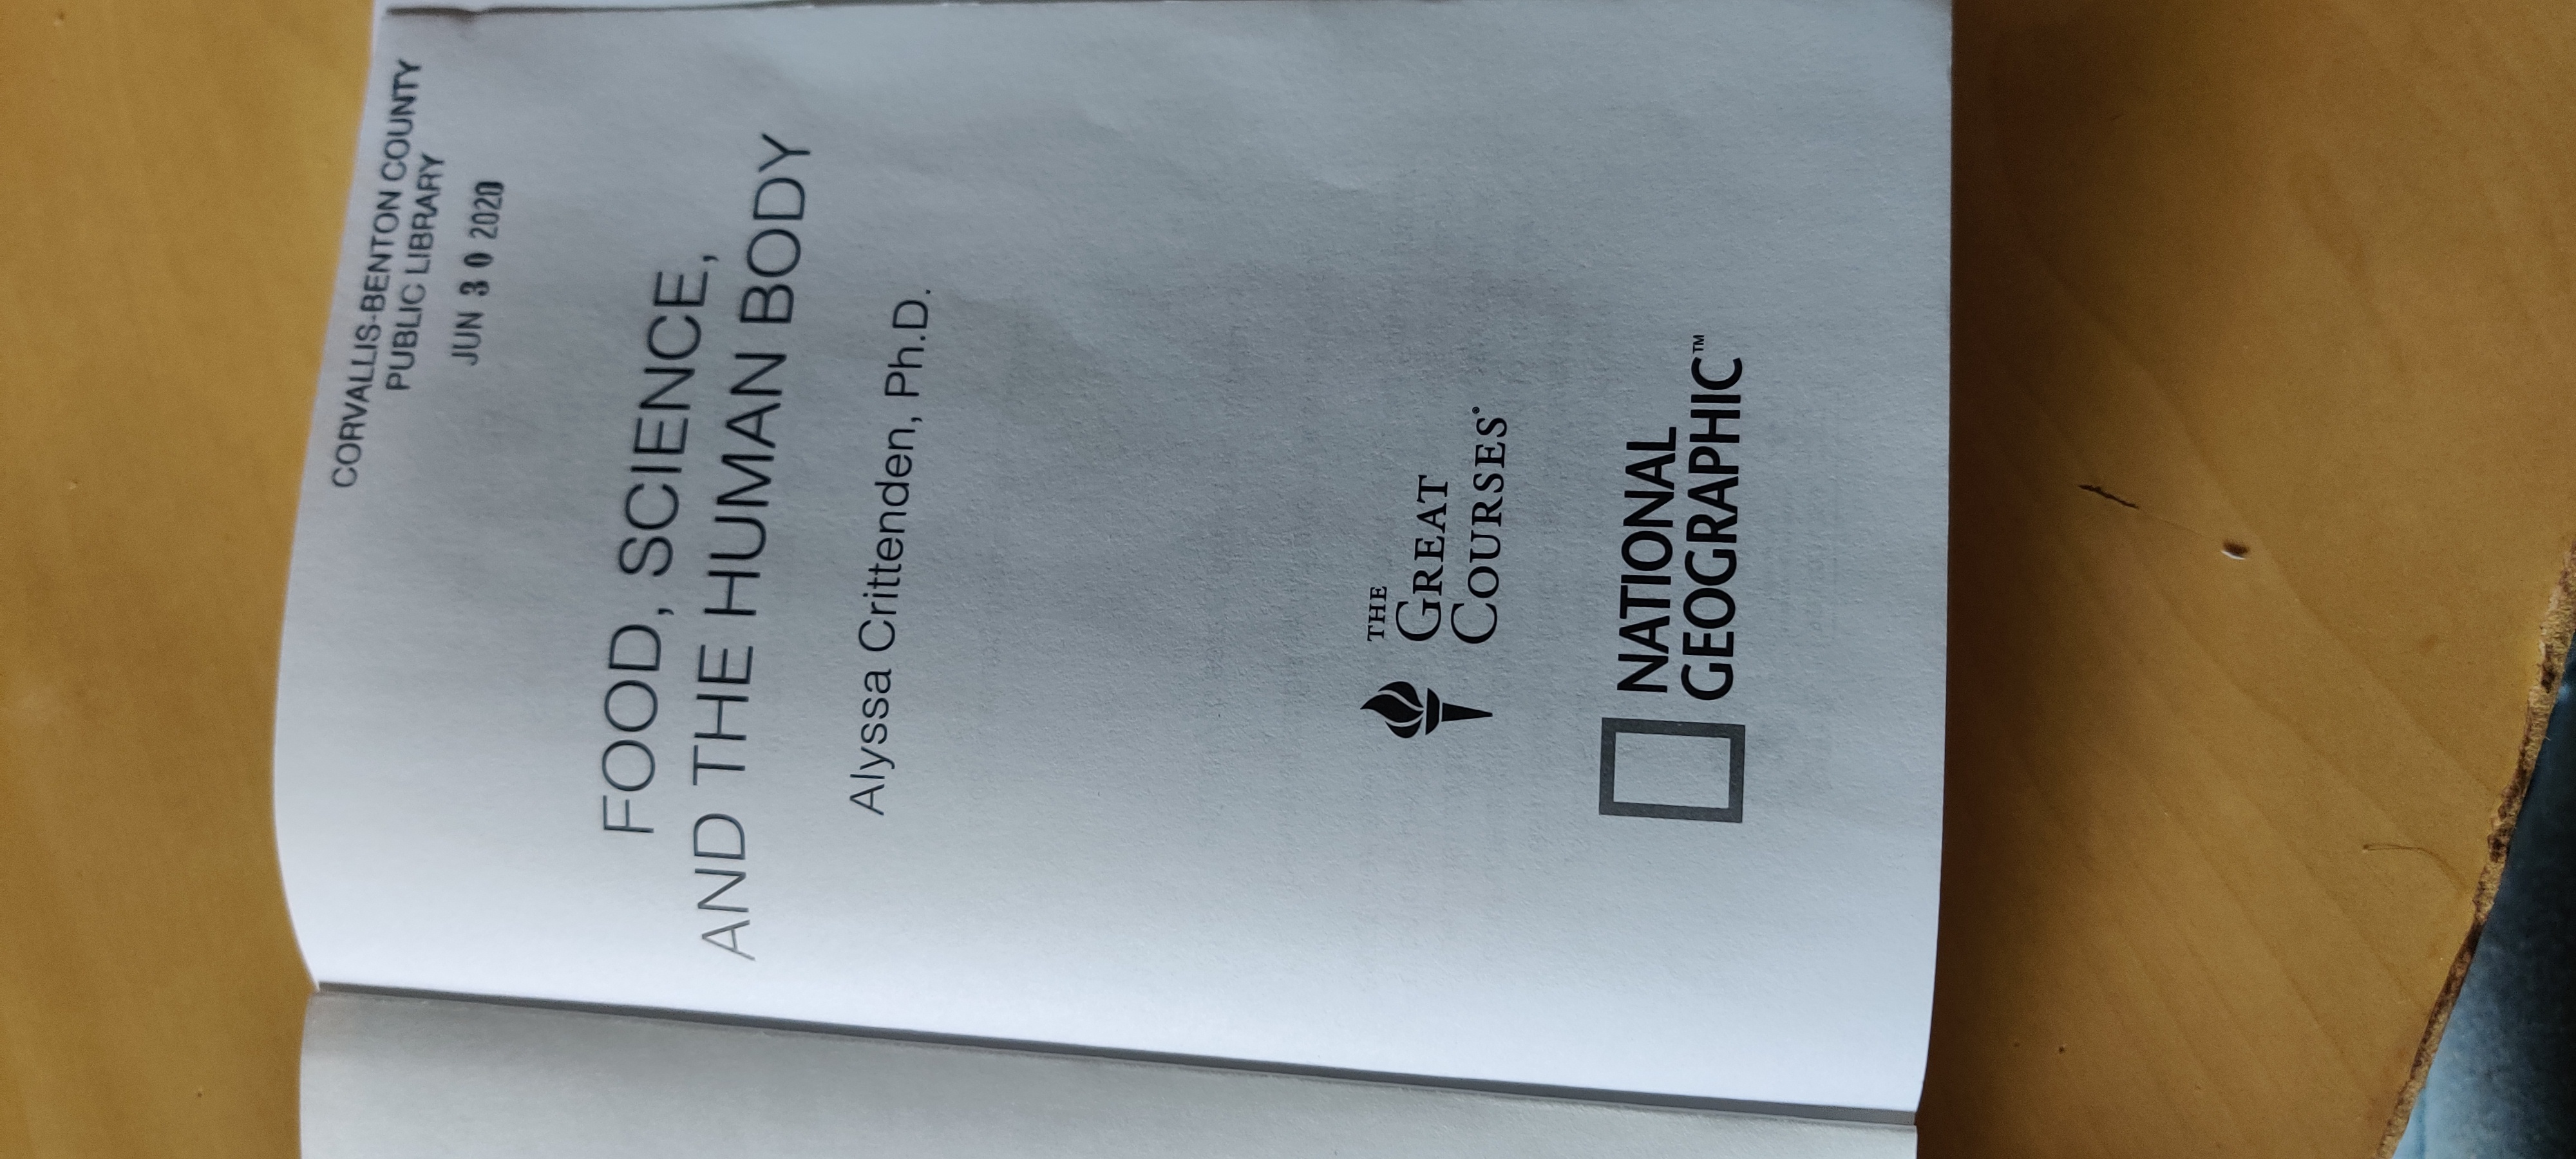 CORVALLIS-BENTON COUNTY
PUBLIC LIBRARY
JUN 30 2020
FOOD, SCIENCE,
AND THE HUMAN BODY
Alyssa Crittenden, Ph.D.
THE
GREAT
COURSES®
NATIONAL
GEOGRAPHIC™